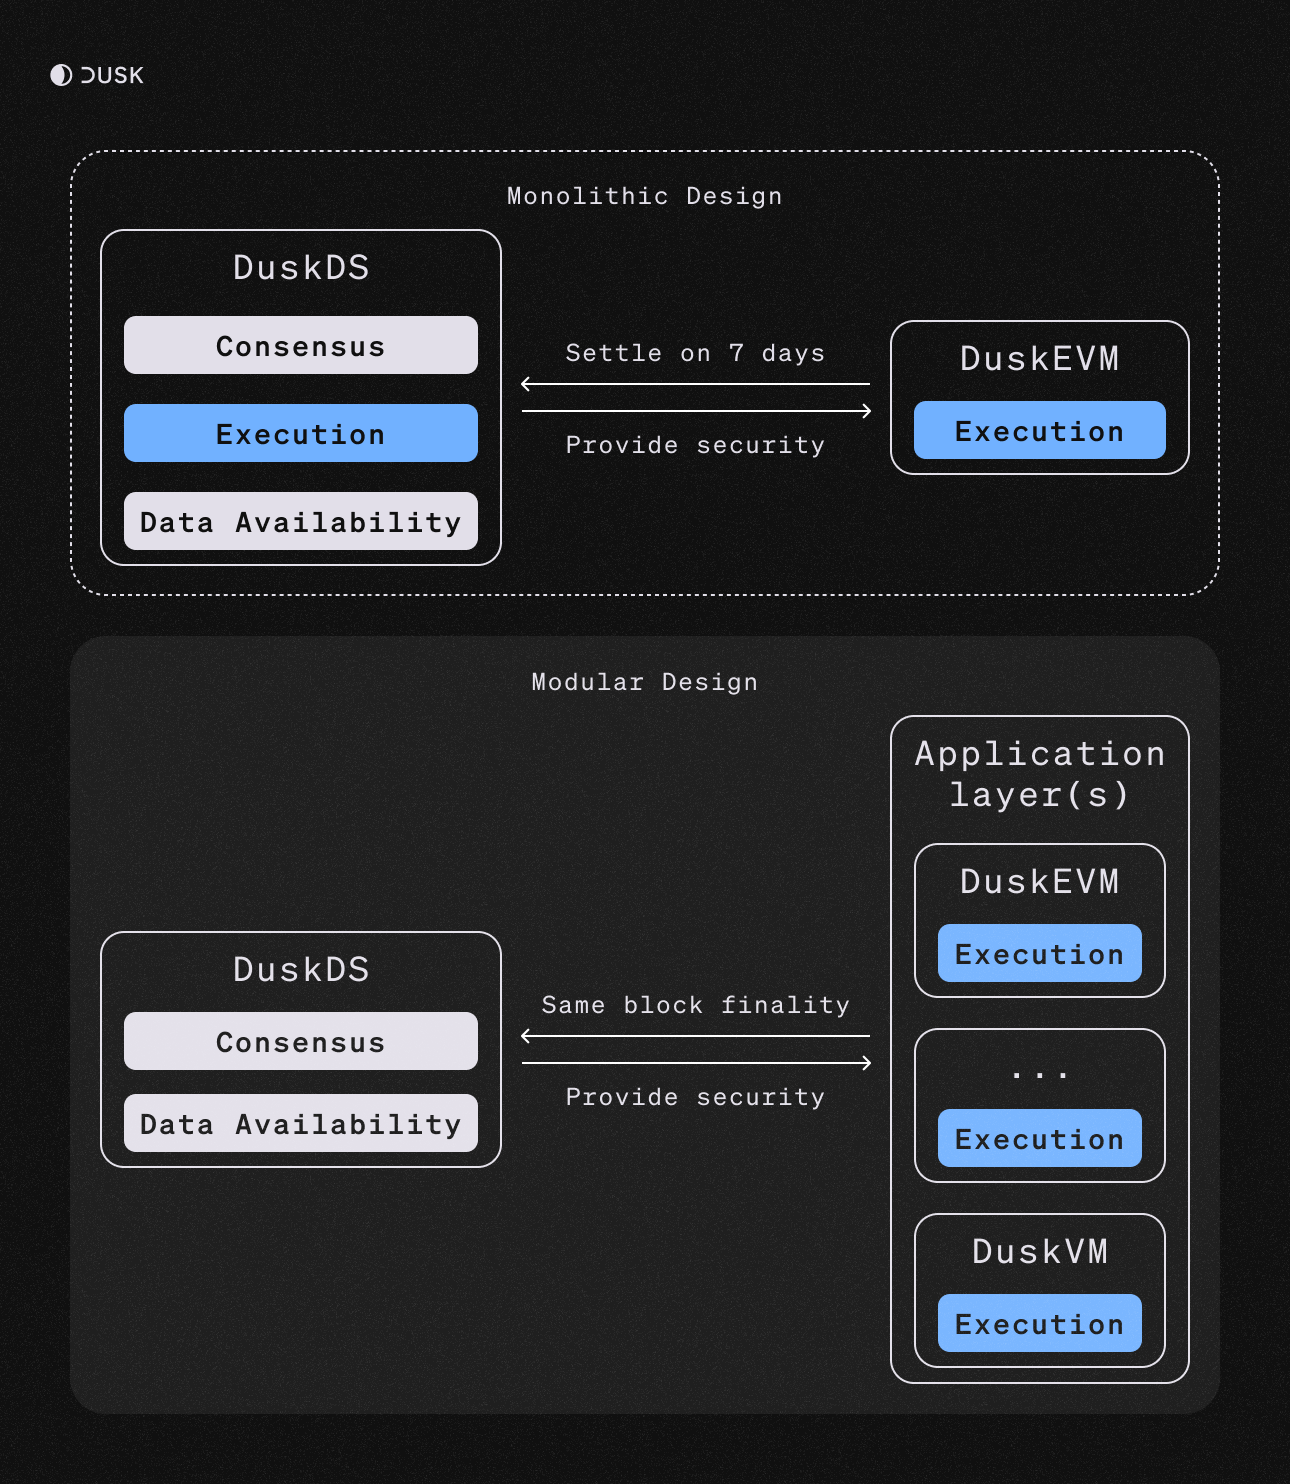 DUSK
Monolithic Design
DuskDS
Consensus
Execution
Data Availability
Settle on 7 days
Provide security
DuskEVM
Execution
Modular Design
DuskDS
Consensus
Data Availability
Same block finality
Provide security
Application
layer(s)
DuskEVM
Execution
...
Execution
DuskVM
Execution